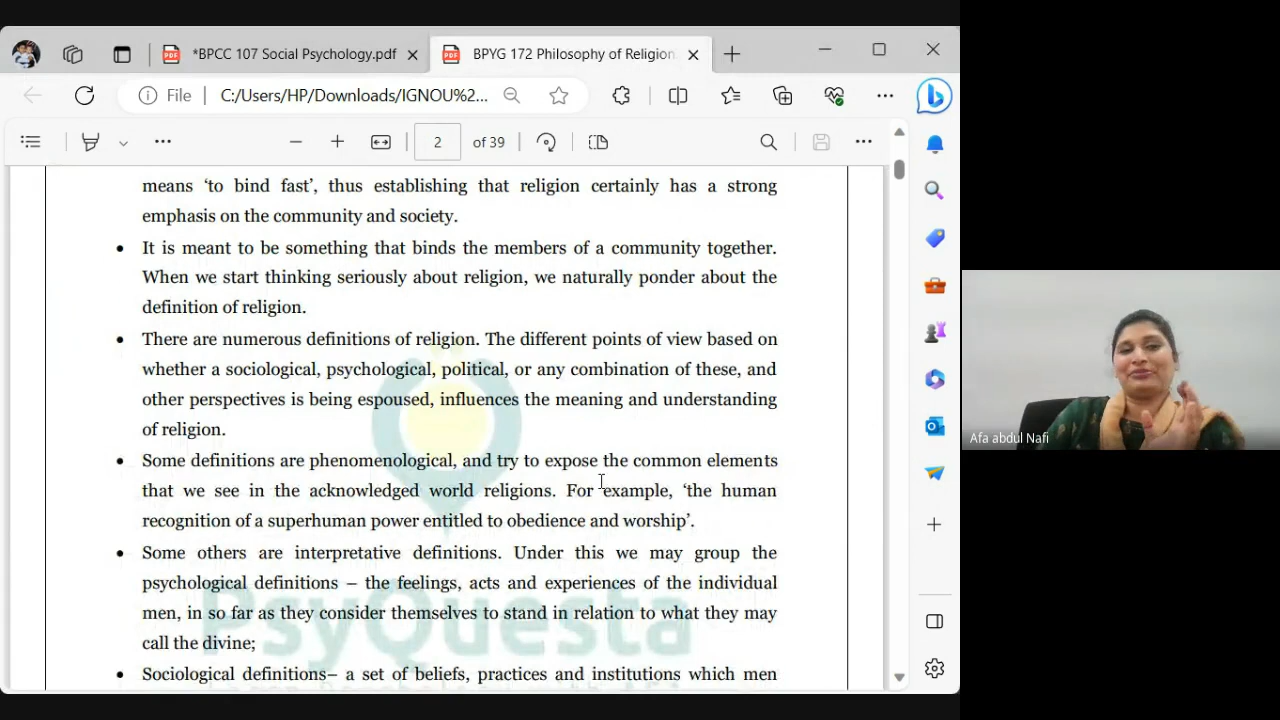 *BPCC 107 Social Psychology.pdf
BPYG 172 Philosophy of Religion
File
C:/Users/HP/Downloads/IGNOU%2...
2 of 39
means ‘to bind fast’, thus establishing that religion certainly has a strong
emphasis on the community and society.
• It is meant to be something that binds the members of a community together.
When we start thinking seriously about religion, we naturally ponder about the
definition of religion.
• There are numerous definitions of religion. The different points of view based on
whether a sociological, psychological, political, or any combination of these, and
other perspectives is being espoused, influences the meaning and understanding
of religion.
• Some definitions are phenomenological, and try to expose the common elements
that we see in the acknowledged world religions. For example, ‘the human
recognition of a superhuman power entitled to obedience and worship’.
• Some others are interpretative definitions. Under this we may group the
psychological definitions – the feelings, acts and experiences of the individual
men, in so far as they consider themselves to stand in relation to what they may
call the divine;
• Sociological definitions– a set of beliefs, practices and institutions which men
PsyQuesta
Afa abdul Nafi